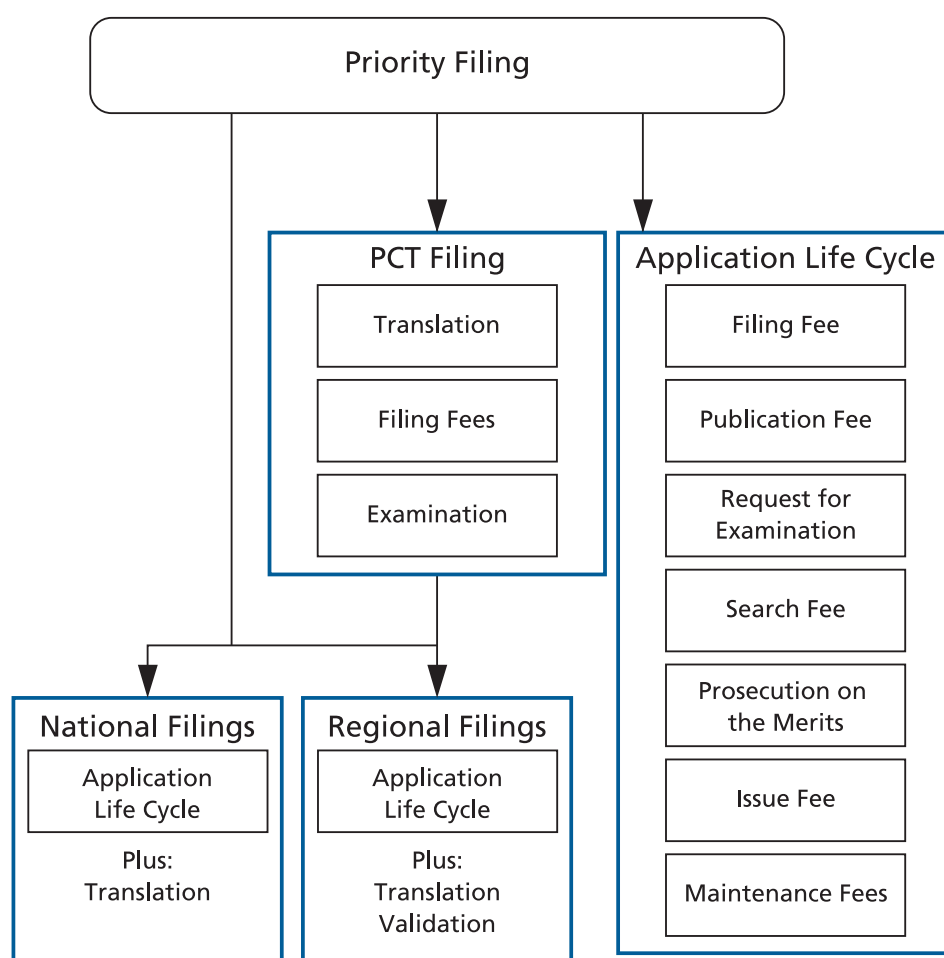 Priority Filing
PCT Filing
Translation
Filing Fees
Examination
Application Life Cycle
Filing Fee
Publication Fee
Request for
Examination
Search Fee
Prosecution on
the Merits
Issue Fee
Maintenance Fees
National Filings
Application
Life Cycle
Plus:
Translation
Regional Filings
Application
Life Cycle
Plus:
Translation
Validation